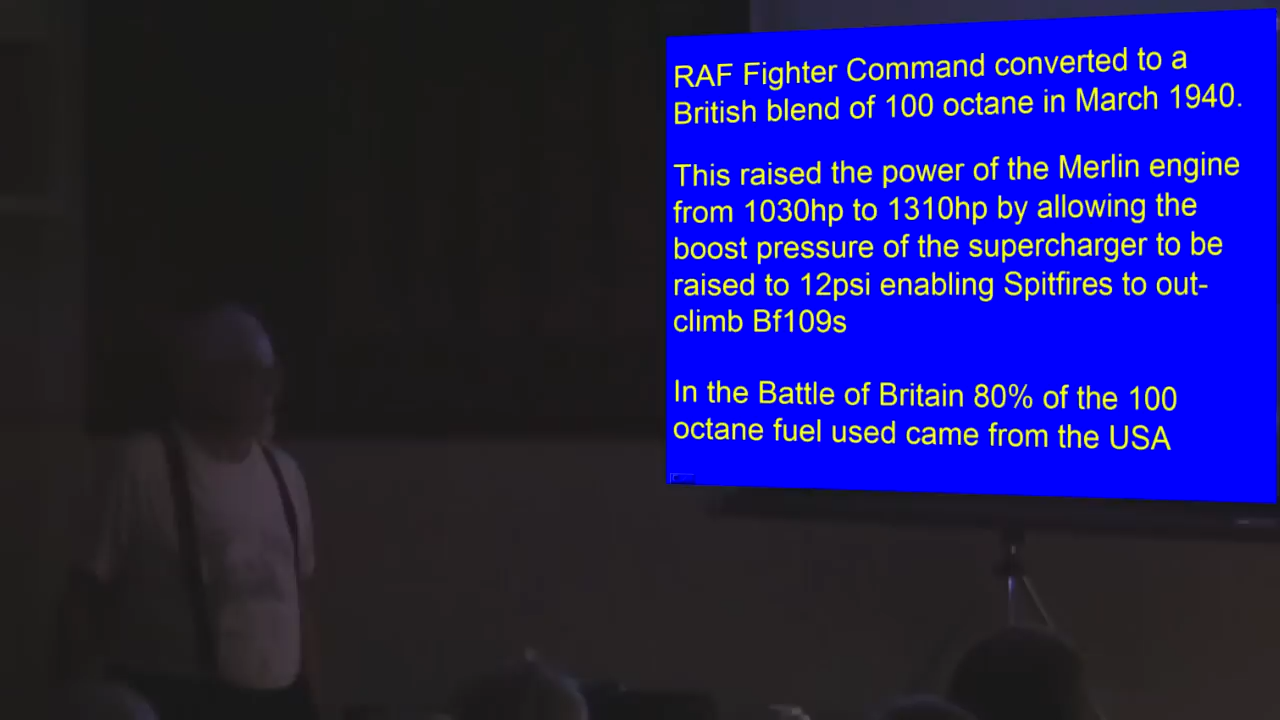 RAF Fighter Command converted to a
British blend of 100 octane in March 1940.
This raised the power of the Merlin engine
from 1030hp to 1310hp by allowing the
boost pressure of the supercharger to be
raised to 12psi enabling Spitfires to out-
climb Bf109s
In the Battle of Britain 80% of the 100
octane fuel used came from the USA